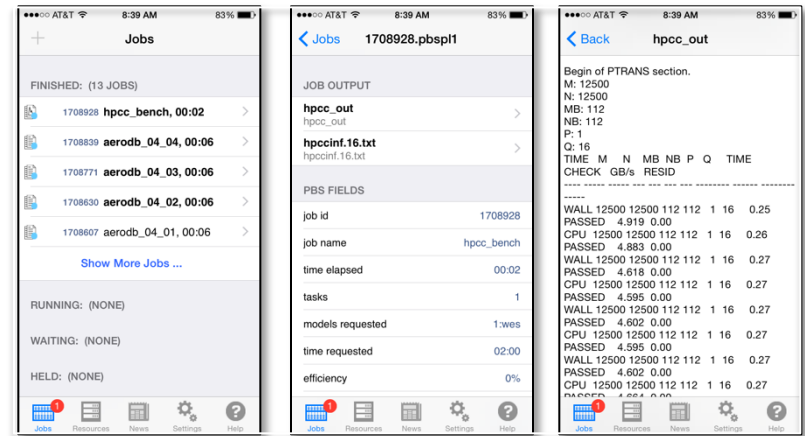 AT&T 8:39 AM 83%
Jobs
FINISHED: (13 JOBS)
1708928 hpcc_bench, 00:02
1708839 aerodb_04_04, 00:06
1708771 aerodb_04_03, 00:06
1708630 aerodb_04_02, 00:06
1708607 aerodb_04_01, 00:06
Show More Jobs ...
RUNNING: (NONE)
WAITING: (NONE)
HELD: (NONE)
1
Jobs Resources News Settings Help
AT&T 8:39 AM 83%
Jobs 1708928.pbspl1
JOB OUTPUT
hpcc_out
hpcc_out
hpccinf.16.txt
hpccinf.16.txt
PBS FIELDS
job id 1708928
job name hpcc_bench
time elapsed 00:02
tasks 1
models requested 1:wes
time requested 02:00
efficiency 0%
1
Jobs Resources News Settings Help
AT&T 8:39 AM 83%
Back hpcc_out
Begin of PTRANS section.
M: 12500
N: 12500
MB: 112
NB: 112
P: 1
Q: 16
TIME M N MB NB P Q TIME
CHECK GB/s RESID
---- ----- ----- --- --- --- --- -------- ------ --------
-----
WALL 12500 12500 112 112 1 16 0.25
PASSED 4.919 0.00
CPU 12500 12500 112 112 1 16 0.26
PASSED 4.883 0.00
WALL 12500 12500 112 112 1 16 0.27
PASSED 4.618 0.00
CPU 12500 12500 112 112 1 16 0.27
PASSED 4.595 0.00
WALL 12500 12500 112 112 1 16 0.27
PASSED 4.602 0.00
CPU 12500 12500 112 112 1 16 0.27
PASSED 4.595 0.00
WALL 12500 12500 112 112 1 16 0.27
PASSED 4.602 0.00
CPU 12500 12500 112 112 1 16 0.27
PASSED 4.664 0.00
1
Jobs Resources News Settings Help